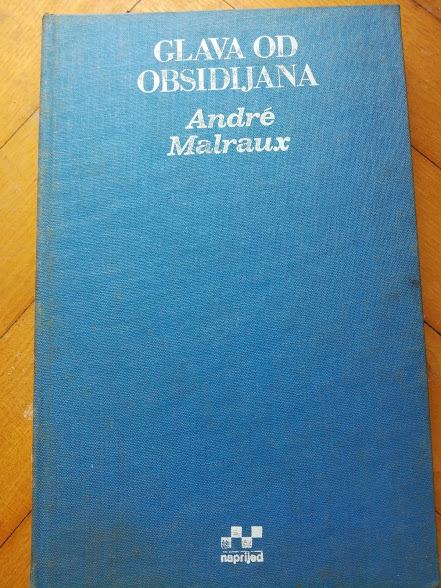 GLAVA OD
OBSIDIJANA
André
Malraux
naprijed